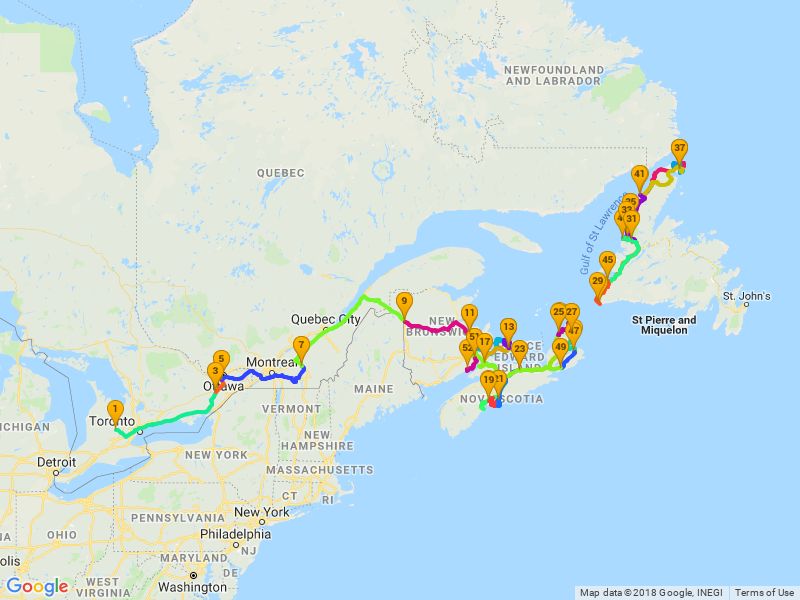 NEWFOUNDLAND
AND LABRADOR
QUEBEC
37
41
35
33
31
Gulf of St Lawrence
45
29
St. John's
St Pierre and
Miquelon
9
11
25
27
13
47
Quebec City
NEW
BRUNSWICK
17
PRINCE
EDWARD
ISLAND
7
5
52
23
49
3
Montreal
Ottawa
19
21
NOVA SCOTIA
MAINE
1
Toronto
VERMONT
MICHIGAN
NEW
HAMPSHIRE
NEW YORK
Detroit
MASSACHUSETTS
CT
RI
PENNSYLVANIA
New York
OHIO
Philadelphia
MARYLAND
NJ
DE
WEST
VIRGINIA
Washington
Google
Map data ©2018 Google, INEGI
Terms of Use